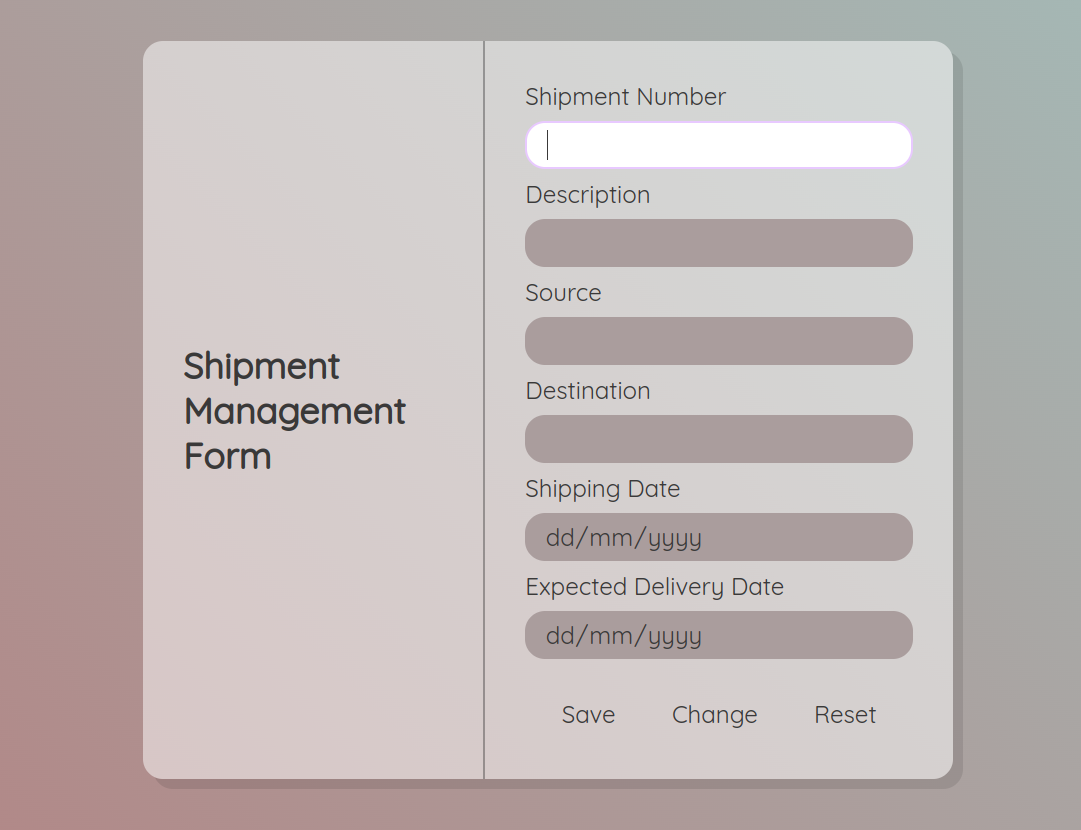 Shipment
Management
Form
Shipment Number
Description
Source
Destination
Shipping Date
dd/mm/yyyy
Expected Delivery Date
dd/mm/yyyy
Save Change Reset